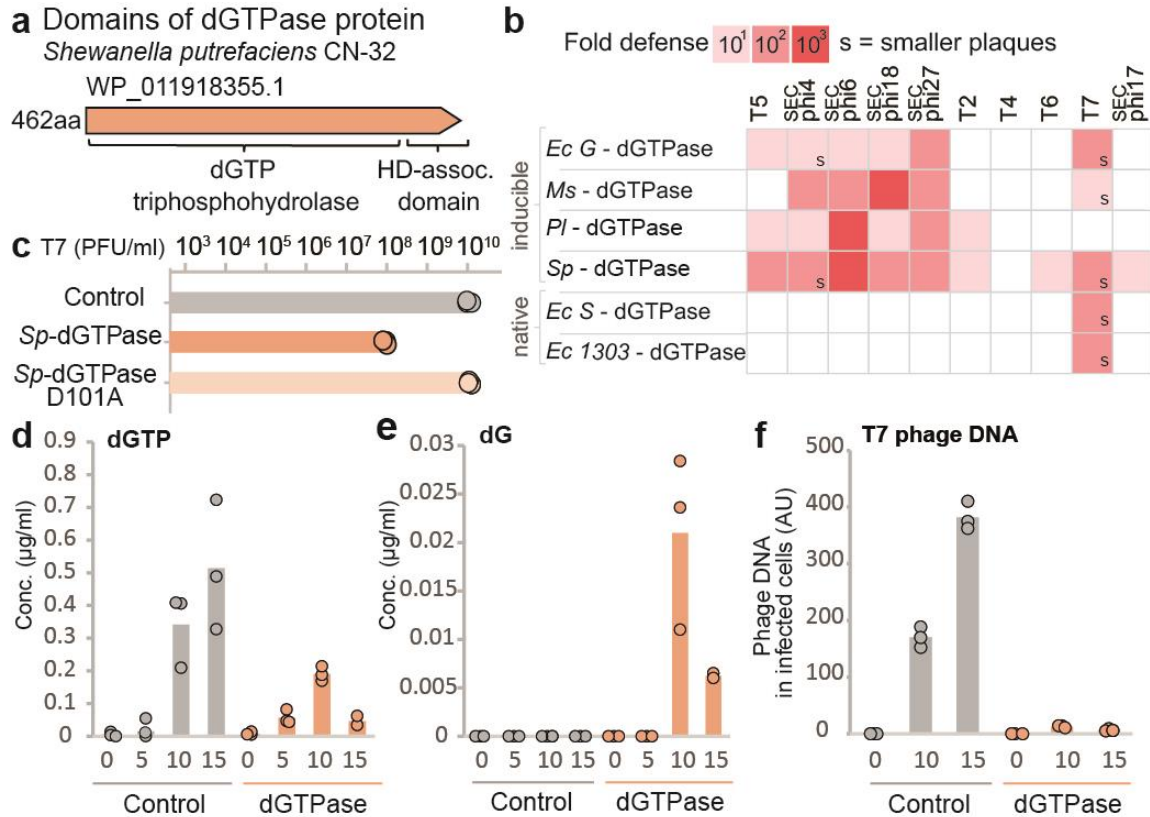 a Domains of dGTPase protein
Shewanella putrefaciens CN-32
WP_011918355.1
462aa
dGTP
triphosphohydrolase
HD-assoc.
domain
b
Fold defense 10¹ 10² 10³ s = smaller plaques
T5
SEC
phi4
SEC
phi6
SEC
phi18
SEC
phi27
T2
T4
T6
T7
SEC
phi17
inducible
Ec G - dGTPase
s
s
Ms - dGTPase
s
Pl - dGTPase
Sp - dGTPase
s
s
native
Ec S - dGTPase
s
Ec 1303 - dGTPase
s
c T7 (PFU/ml) 10³ 10⁴ 10⁵ 10⁶ 10⁷ 10⁸ 10⁹ 10¹⁰
Control
Sp-dGTPase
Sp-dGTPase
D101A
d dGTP
Conc. (µg/ml)
0.9
0.8
0.7
0.6
0.5
0.4
0.3
0.2
0.1
0
0 5 10 15 0 5 10 15
Control dGTPase
e dG
Conc. (µg/ml)
0.03
0.025
0.02
0.015
0.01
0.005
0
0 5 10 15 0 5 10 15
Control dGTPase
f T7 phage DNA
Phage DNA
in infected cells (AU)
500
400
300
200
100
0
0 10 15 0 10 15
Control dGTPase